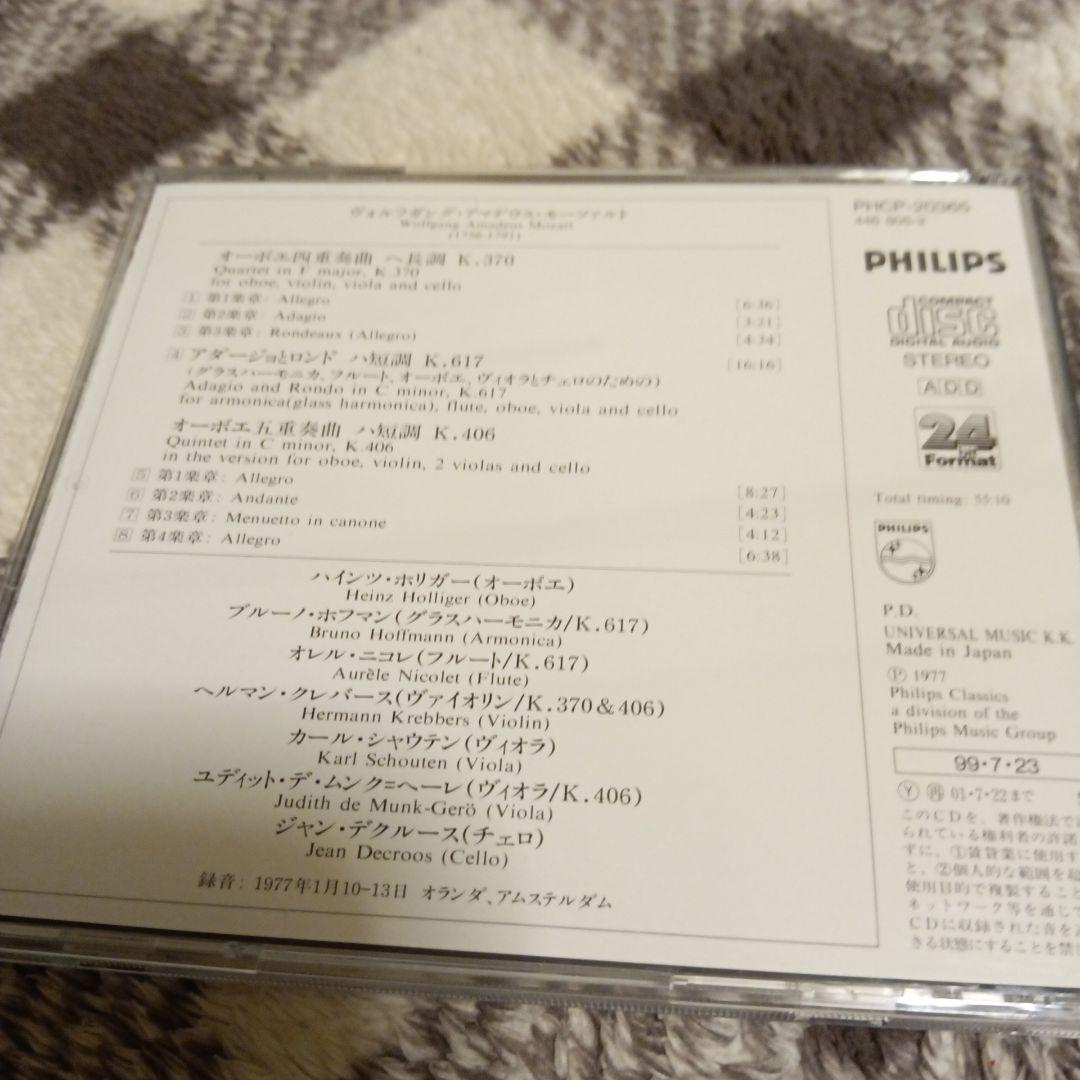 ヴォルフガング・アマデウス・モーツァルト
Wolfgang Amadeus Mozart
(1756-1791)
オーボエ四重奏曲 ヘ長調 K.370
Quartet in F major, K.370
for oboe, violin, viola and cello
1 第1楽章: Allegro [6:36]
2 第2楽章: Adagio [3:21]
3 第3楽章: Rondeaux (Allegro) [4:34]
4 アダージョとロンド ハ短調 K.617 [16:16]
(グラスハーモニカ、フルート、オーボエ、ヴィオラとチェロのための)
Adagio and Rondo in C minor, K.617
for armonica(glass harmonica), flute, oboe, viola and cello
オーボエ五重奏曲 ハ短調 K.406
Quintet in C minor, K.406
in the version for oboe, violin, 2 violas and cello
5 第1楽章: Allegro [8:27]
6 第2楽章: Andante [4:23]
7 第3楽章: Menuetto in canone [4:12]
8 第4楽章: Allegro [6:38]
ハインツ・ホリガー(オーボエ)
Heinz Holliger (Oboe)
ブルーノ・ホフマン(グラスハーモニカ/K.617)
Bruno Hoffmann (Armonica)
オレル・ニコレ(フルート/K.617)
Aurèle Nicolet (Flute)
ヘルマン・クレバース(ヴァイオリン/K.370&406)
Hermann Krebbers (Violin)
カール・シャウテン(ヴィオラ)
Karl Schouten (Viola)
ユディット・デ・ムンク=ヘーレ(ヴィオラ/K.406)
Judith de Munk-Gerö (Viola)
ジャン・デクルース(チェロ)
Jean Decroos (Cello)
録音: 1977年1月10-13日 オランダ、アムステルダム
PHILIPS
COMPACT
disc
DIGITAL AUDIO
STEREO
ADD
24
bit
Format
Total timing: 55:10
PHILIPS
P.D.
UNIVERSAL MUSIC K.K.
Made in Japan
Ⓟ 1977
Philips Classics
a division of the
Philips Music Group
99・7・23
Ⓨ 再 01・7・22まで
このCDを、著作権法で
られている権利者の許諾
ずに、①賃貸業に使用す
と、②個人的な範囲を超
使用目的で複製すること
ネットワーク等を通じて
CDに収録された音を
きる状態にすることを禁